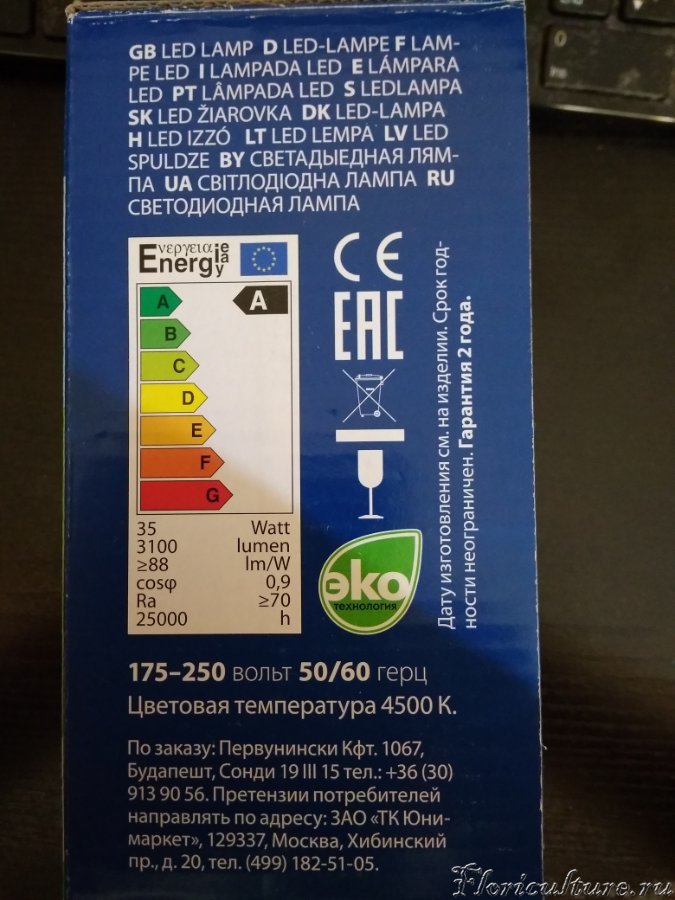 GB LED LAMP D LED-LAMPE F LAM-
PE LED I LAMPADA LED E LÁMPARA
LED PT LÂMPADA LED S LEDLAMPA
SK LED ŽIAROVKA DK LED-LAMPA
H LED IZZÓ LT LED LEMPA LV LED
SPULDZE BY СВЕТАДЫЕДНАЯ ЛЯМ-
ПА UA СВІТЛОДІОДНА ЛАМПА RU
СВЕТОДИОДНАЯ ЛАМПА
Energ
νεργεια
ie
ay
y
A
A
B
C
D
E
F
G
35 Watt
3100 lumen
≥88 lm/W
cosφ 0,9
Ra ≥70
25000 h
CE
EAC
эко
технология
Дату изготовления см. на изделии. Срок год-
ности неограничен. Гарантия 2 года.
175–250 вольт 50/60 герц
Цветовая температура 4500 К.
По заказу: Первунински Кфт. 1067,
Будапешт, Сонди 19 III 15 тел.: +36 (30)
913 90 56. Претензии потребителей
направлять по адресу: ЗАО «ТК Юни-
маркет», 129337, Москва, Хибинский
пр., д. 20, тел. (499) 182-51-05.
Floriculture.ru